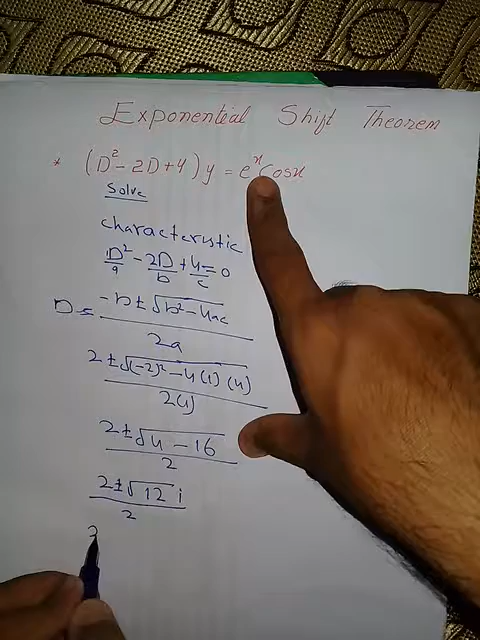 Exponential Shift Theorem
* (D² - 2D + 4) y = eˣ Cosx
Solve
characteristic
D² - 2D + 4 = 0
a b c
D = (-b ± √(b² - 4ac)) / 2a
(2 ± √((-2)² - 4(1)(4))) / 2(1)
(2 ± √(4 - 16)) / 2
(2 ± √12 i) / 2
2